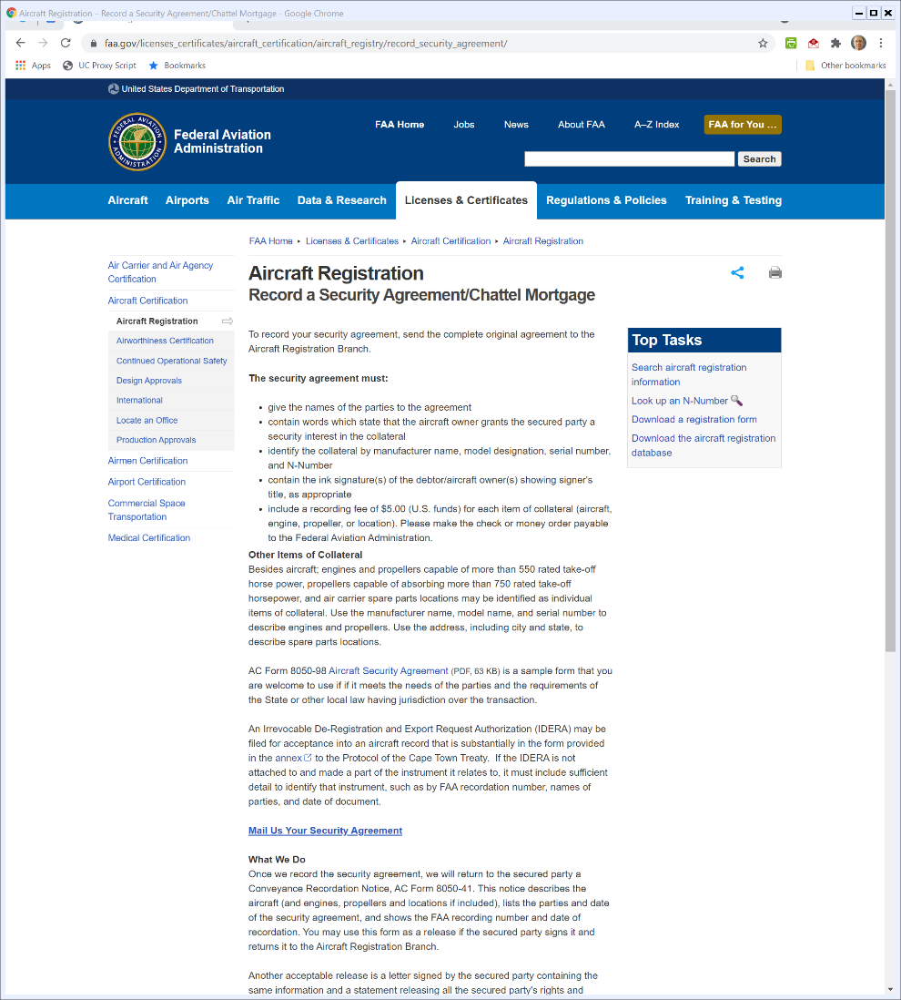 Aircraft Registration – Record a Security Agreement/Chattel Mortgage - Google Chrome
faa.gov/licenses_certificates/aircraft_certification/aircraft_registry/record_security_agreement/
Apps UC Proxy Script Bookmarks Other bookmarks
United States Department of Transportation
FEDERAL AVIATION ADMINISTRATION
Federal Aviation
Administration
FAA Home Jobs News About FAA A–Z Index FAA for You ...
Search
Aircraft Airports Air Traffic Data & Research Licenses & Certificates Regulations & Policies Training & Testing
FAA Home ▸ Licenses & Certificates ▸ Aircraft Certification ▸ Aircraft Registration
Air Carrier and Air Agency
Certification
Aircraft Certification
Aircraft Registration
Airworthiness Certification
Continued Operational Safety
Design Approvals
International
Locate an Office
Production Approvals
Airmen Certification
Airport Certification
Commercial Space
Transportation
Medical Certification
Aircraft Registration
Record a Security Agreement/Chattel Mortgage
To record your security agreement, send the complete original agreement to the
Aircraft Registration Branch.
The security agreement must:
• give the names of the parties to the agreement
• contain words which state that the aircraft owner grants the secured party a
security interest in the collateral
• identify the collateral by manufacturer name, model designation, serial number,
and N-Number
• contain the ink signature(s) of the debtor/aircraft owner(s) showing signer's
title, as appropriate
• include a recording fee of $5.00 (U.S. funds) for each item of collateral (aircraft,
engine, propeller, or location). Please make the check or money order payable
to the Federal Aviation Administration.
Other Items of Collateral
Besides aircraft; engines and propellers capable of more than 550 rated take-off
horse power, propellers capable of absorbing more than 750 rated take-off
horsepower, and air carrier spare parts locations may be identified as individual
items of collateral. Use the manufacturer name, model name, and serial number to
describe engines and propellers. Use the address, including city and state, to
describe spare parts locations.
AC Form 8050-98 Aircraft Security Agreement (PDF, 63 KB) is a sample form that you
are welcome to use if if it meets the needs of the parties and the requirements of
the State or other local law having jurisdiction over the transaction.
An Irrevocable De-Registration and Export Request Authorization (IDERA) may be
filed for acceptance into an aircraft record that is substantially in the form provided
in the annex to the Protocol of the Cape Town Treaty. If the IDERA is not
attached to and made a part of the instrument it relates to, it must include sufficient
detail to identify that instrument, such as by FAA recordation number, names of
parties, and date of document.
Mail Us Your Security Agreement
What We Do
Once we record the security agreement, we will return to the secured party a
Conveyance Recordation Notice, AC Form 8050-41. This notice describes the
aircraft (and engines, propellers and locations if included), lists the parties and date
of the security agreement, and shows the FAA recording number and date of
recordation. You may use this form as a release if the secured party signs it and
returns it to the Aircraft Registration Branch.
Another acceptable release is a letter signed by the secured party containing the
same information and a statement releasing all the secured party's rights and
Top Tasks
Search aircraft registration
information
Look up an N-Number
Download a registration form
Download the aircraft registration
database